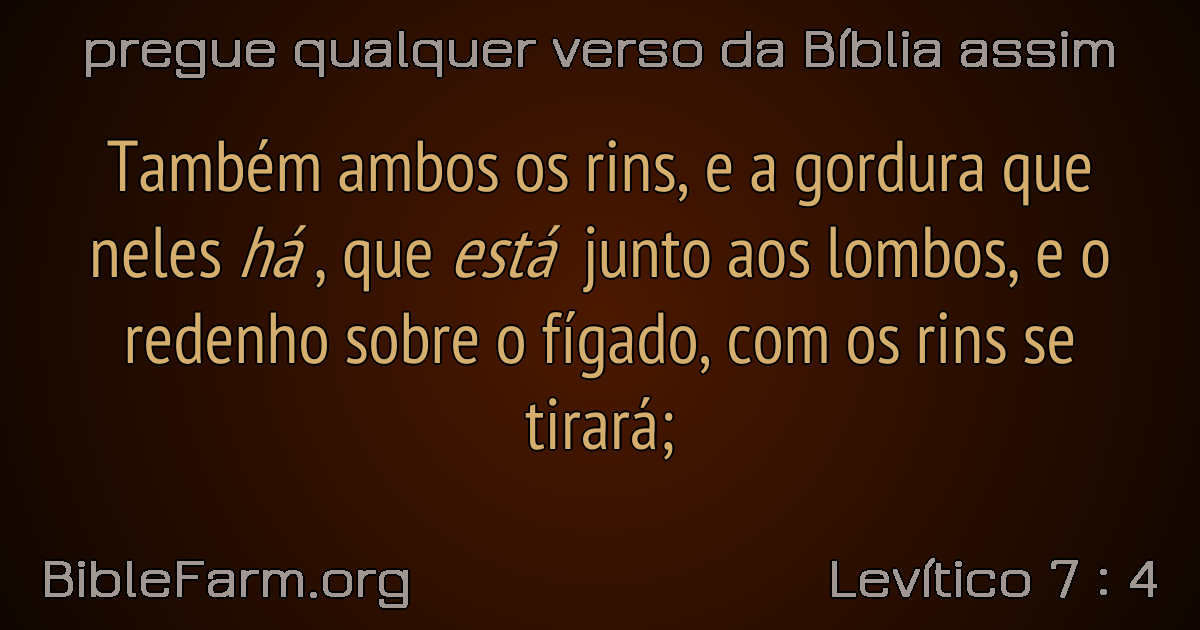 pregue qualquer verso da Bíblia assim
Também ambos os rins, e a gordura que
neles há , que está junto aos lombos, e o
redenho sobre o fígado, com os rins se
tirará;
BibleFarm.org
Levítico 7 : 4